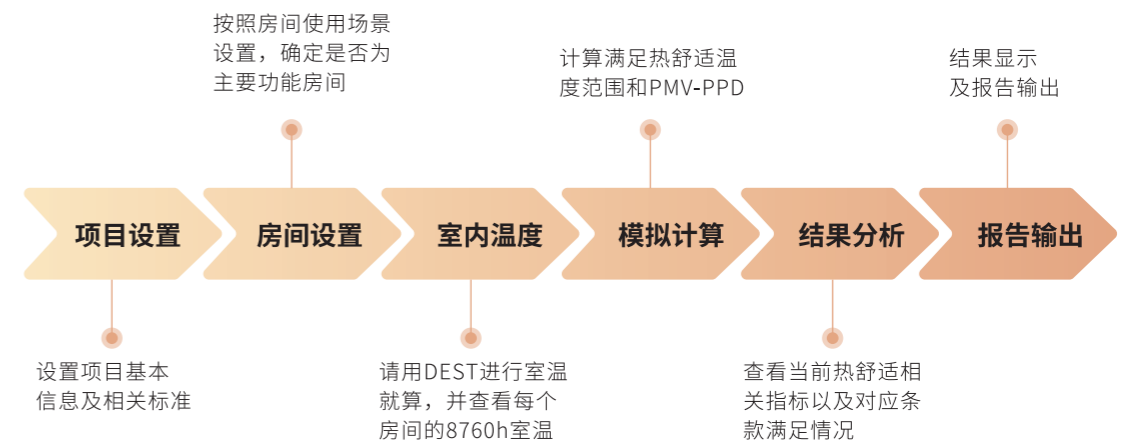 按照房间使用场景
设置，确定是否为
主要功能房间
计算满足热舒适温
度范围和PMV-PPD
结果显示
及报告输出
项目设置
房间设置
室内温度
模拟计算
结果分析
报告输出
设置项目基本
信息及相关标准
请用DEST进行室温
就算，并查看每个
房间的8760h室温
查看当前热舒适相
关指标以及对应条
款满足情况